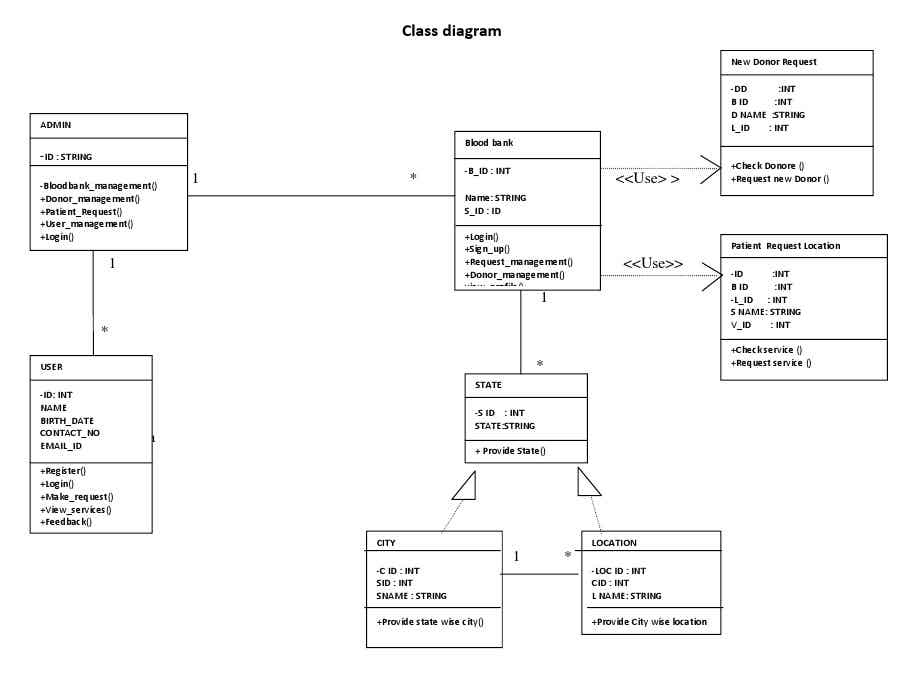 Class diagram
New Donor Request
-DD :INT
B ID :INT
D NAME :STRING
L_ID : INT
+Check Donore ()
+Request new Donor ()
ADMIN
-ID : STRING
-Bloodbank_management()
+Donor_management()
+Patient_Request()
+User_management()
+Login()
1
*
Blood bank
-B_ID : INT
Name: STRING
S_ID : ID
+Login()
+Sign_up()
+Request_management()
+Donor_management()
<<Use> >
<<Use>>
Patient Request Location
-ID :INT
B ID :INT
-L_ID : INT
S NAME: STRING
V_ID : INT
+Check service ()
+Request service ()
1
*
1
*
USER
-ID: INT
NAME
BIRTH_DATE
CONTACT_NO
EMAIL_ID
+Register()
+Login()
+Make_request()
+View_services()
+Feedback()
STATE
-S ID : INT
STATE:STRING
+ Provide State()
CITY
-C ID : INT
SID : INT
SNAME : STRING
+Provide state wise city()
1
*
LOCATION
-LOC ID : INT
CID : INT
L NAME: STRING
+Provide City wise location